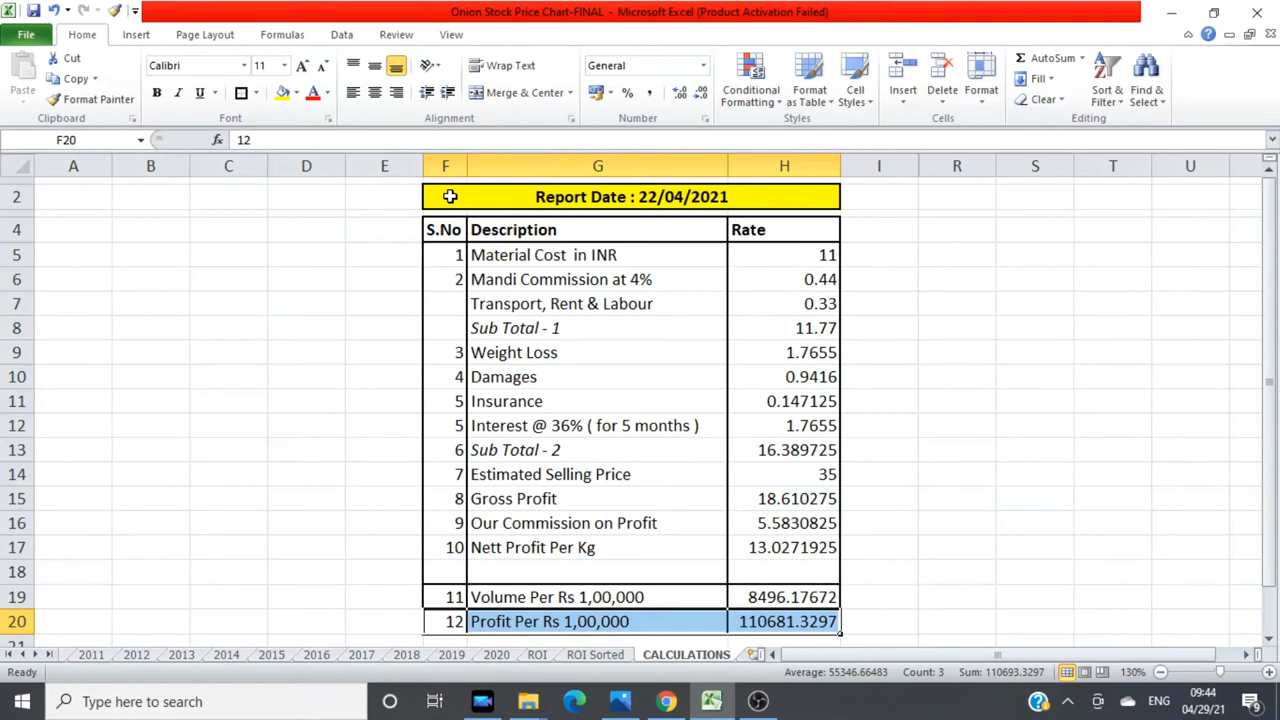 Onion Stock Price Chart-FINAL - Microsoft Excel (Product Activation Failed)
File Home Insert Page Layout Formulas Data Review View
Cut
Copy
Format Painter
Paste
Clipboard
Calibri 11
B I U A
Font
Wrap Text
Merge & Center
Alignment
General
% ,
Number
Conditional Formatting
Format as Table
Cell Styles
Styles
Insert Delete Format
Cells
Σ AutoSum
Fill
Clear
Sort & Filter
Find & Select
Editing
F20 fx 12
A B C D E F G H I R S T U
2 Report Date : 22/04/2021
4 S.No Description Rate
5 1 Material Cost in INR 11
6 2 Mandi Commission at 4% 0.44
7 Transport, Rent & Labour 0.33
8 Sub Total - 1 11.77
9 3 Weight Loss 1.7655
10 4 Damages 0.9416
11 5 Insurance 0.147125
12 5 Interest @ 36% ( for 5 months ) 1.7655
13 6 Sub Total - 2 16.389725
14 7 Estimated Selling Price 35
15 8 Gross Profit 18.610275
16 9 Our Commission on Profit 5.5830825
17 10 Nett Profit Per Kg 13.0271925
18
19 11 Volume Per Rs 1,00,000 8496.17672
20 12 Profit Per Rs 1,00,000 110681.3297
21
2011 2012 2013 2014 2015 2016 2017 2018 2019 2020 ROI ROI Sorted CALCULATIONS
Ready Average: 55346.66483 Count: 3 Sum: 110693.3297 130%
Type here to search
ENG
09:44
04/29/21
9